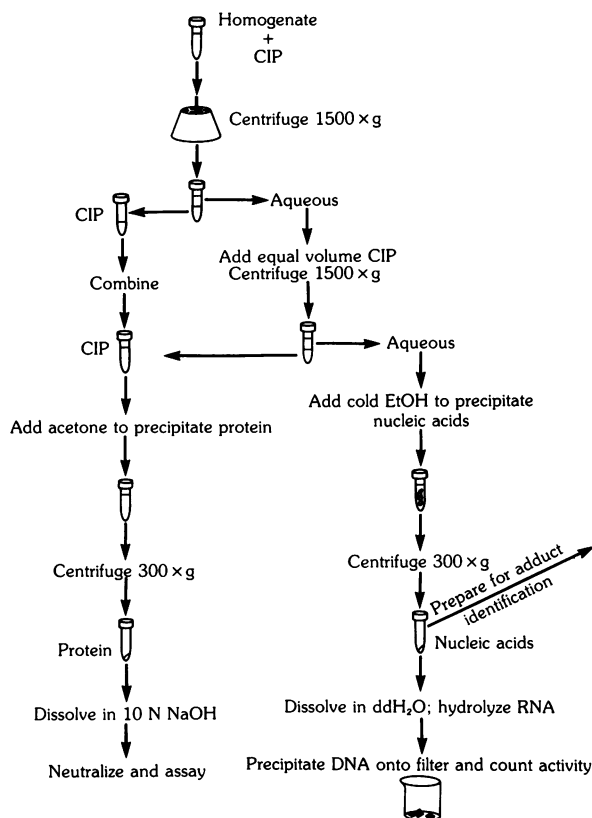 Homogenate
+
CIP
Centrifuge 1500 × g
CIP
Aqueous
Add equal volume CIP
Centrifuge 1500 × g
Combine
CIP
Aqueous
Add acetone to precipitate protein
Add cold EtOH to precipitate
nucleic acids
Centrifuge 300 × g
Centrifuge 300 × g
Prepare for adduct
identification
Protein
Nucleic acids
Dissolve in 10 N NaOH
Dissolve in ddH₂O; hydrolyze RNA
Neutralize and assay
Precipitate DNA onto filter and count activity